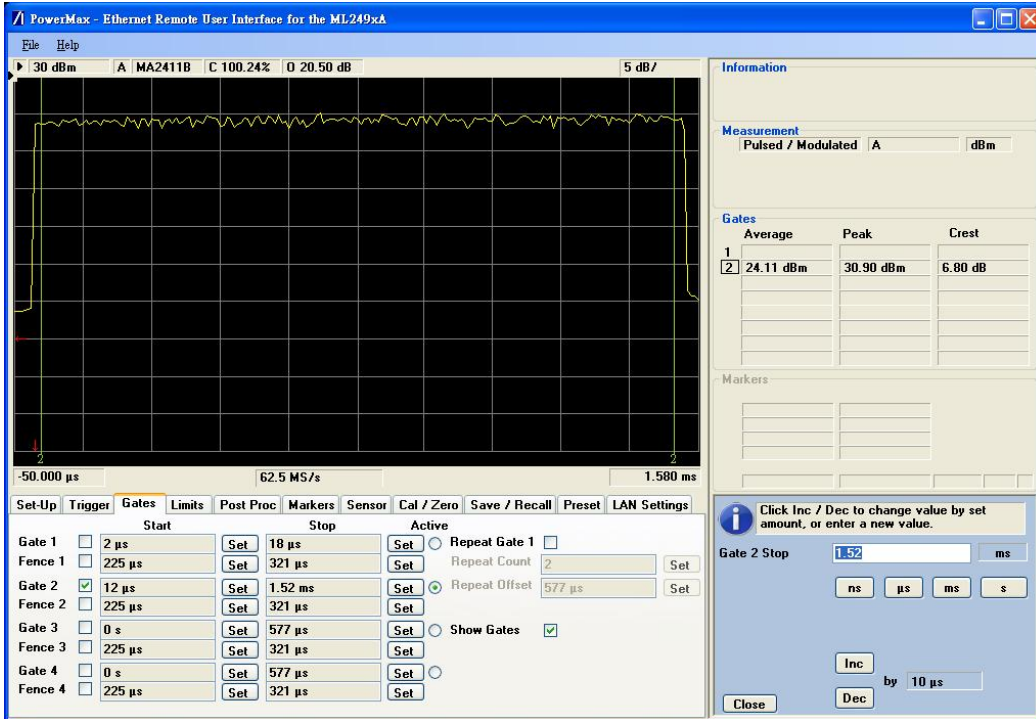 PowerMax - Ethernet Remote User Interface for the ML249xA
File Help
30 dBm A MA2411B C 100.24% O 20.50 dB 5 dB/
2 2
-50.000 µs 62.5 MS/s 1.580 ms
Set-Up Trigger Gates Limits Post Proc Markers Sensor Cal / Zero Save / Recall Preset LAN Settings
Start Stop Active
Gate 1 2 µs Set 18 µs Set Repeat Gate 1
Fence 1 225 µs Set 321 µs Set Repeat Count 2 Set
Gate 2 12 µs Set 1.52 ms Set Repeat Offset 577 µs Set
Fence 2 225 µs Set 321 µs Set
Gate 3 0 s Set 577 µs Set Show Gates
Fence 3 225 µs Set 321 µs Set
Gate 4 0 s Set 577 µs Set
Fence 4 225 µs Set 321 µs Set
Information
Measurement
Pulsed / Modulated A dBm
Gates
Average Peak Crest
1
2 24.11 dBm 30.90 dBm 6.80 dB
Markers
Click Inc / Dec to change value by set
amount, or enter a new value.
Gate 2 Stop 1.52 ms
ns µs ms s
Inc
by 10 µs
Dec
Close